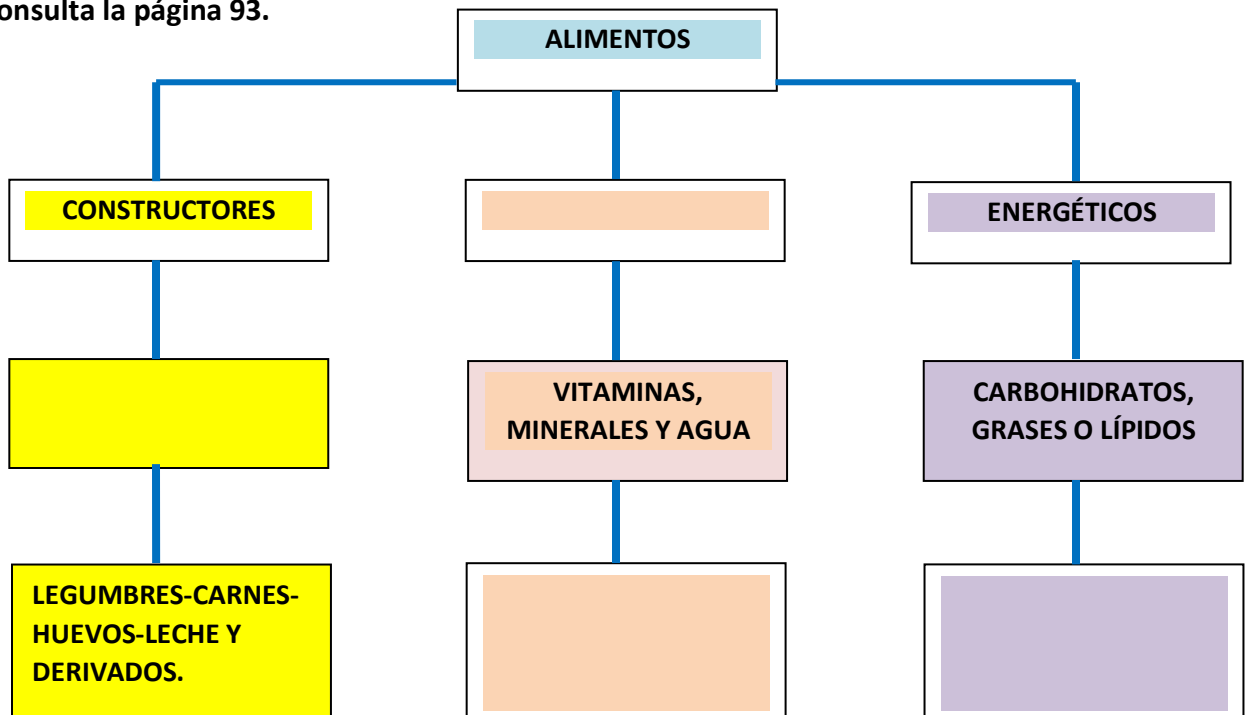 onsulta la página 93.
ALIMENTOS
CONSTRUCTORES
ENERGÉTICOS
VITAMINAS,
MINERALES Y AGUA
CARBOHIDRATOS,
GRASES O LÍPIDOS
LEGUMBRES-CARNES-
HUEVOS-LECHE Y
DERIVADOS.